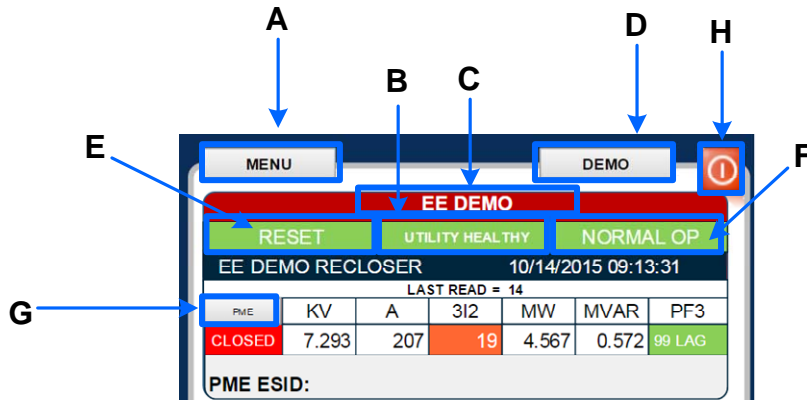 A
D
H
B
C
E
F
MENU
DEMO
EE DEMO
RESET
UTILITY HEALTHY
NORMAL OP
EE DEMO RECLOSER 10/14/2015 09:13:31
LAST READ = 14
G
PME KV A 3I2 MW MVAR PF3
CLOSED 7.293 207 19 4.567 0.572 99 LAG
PME ESID: